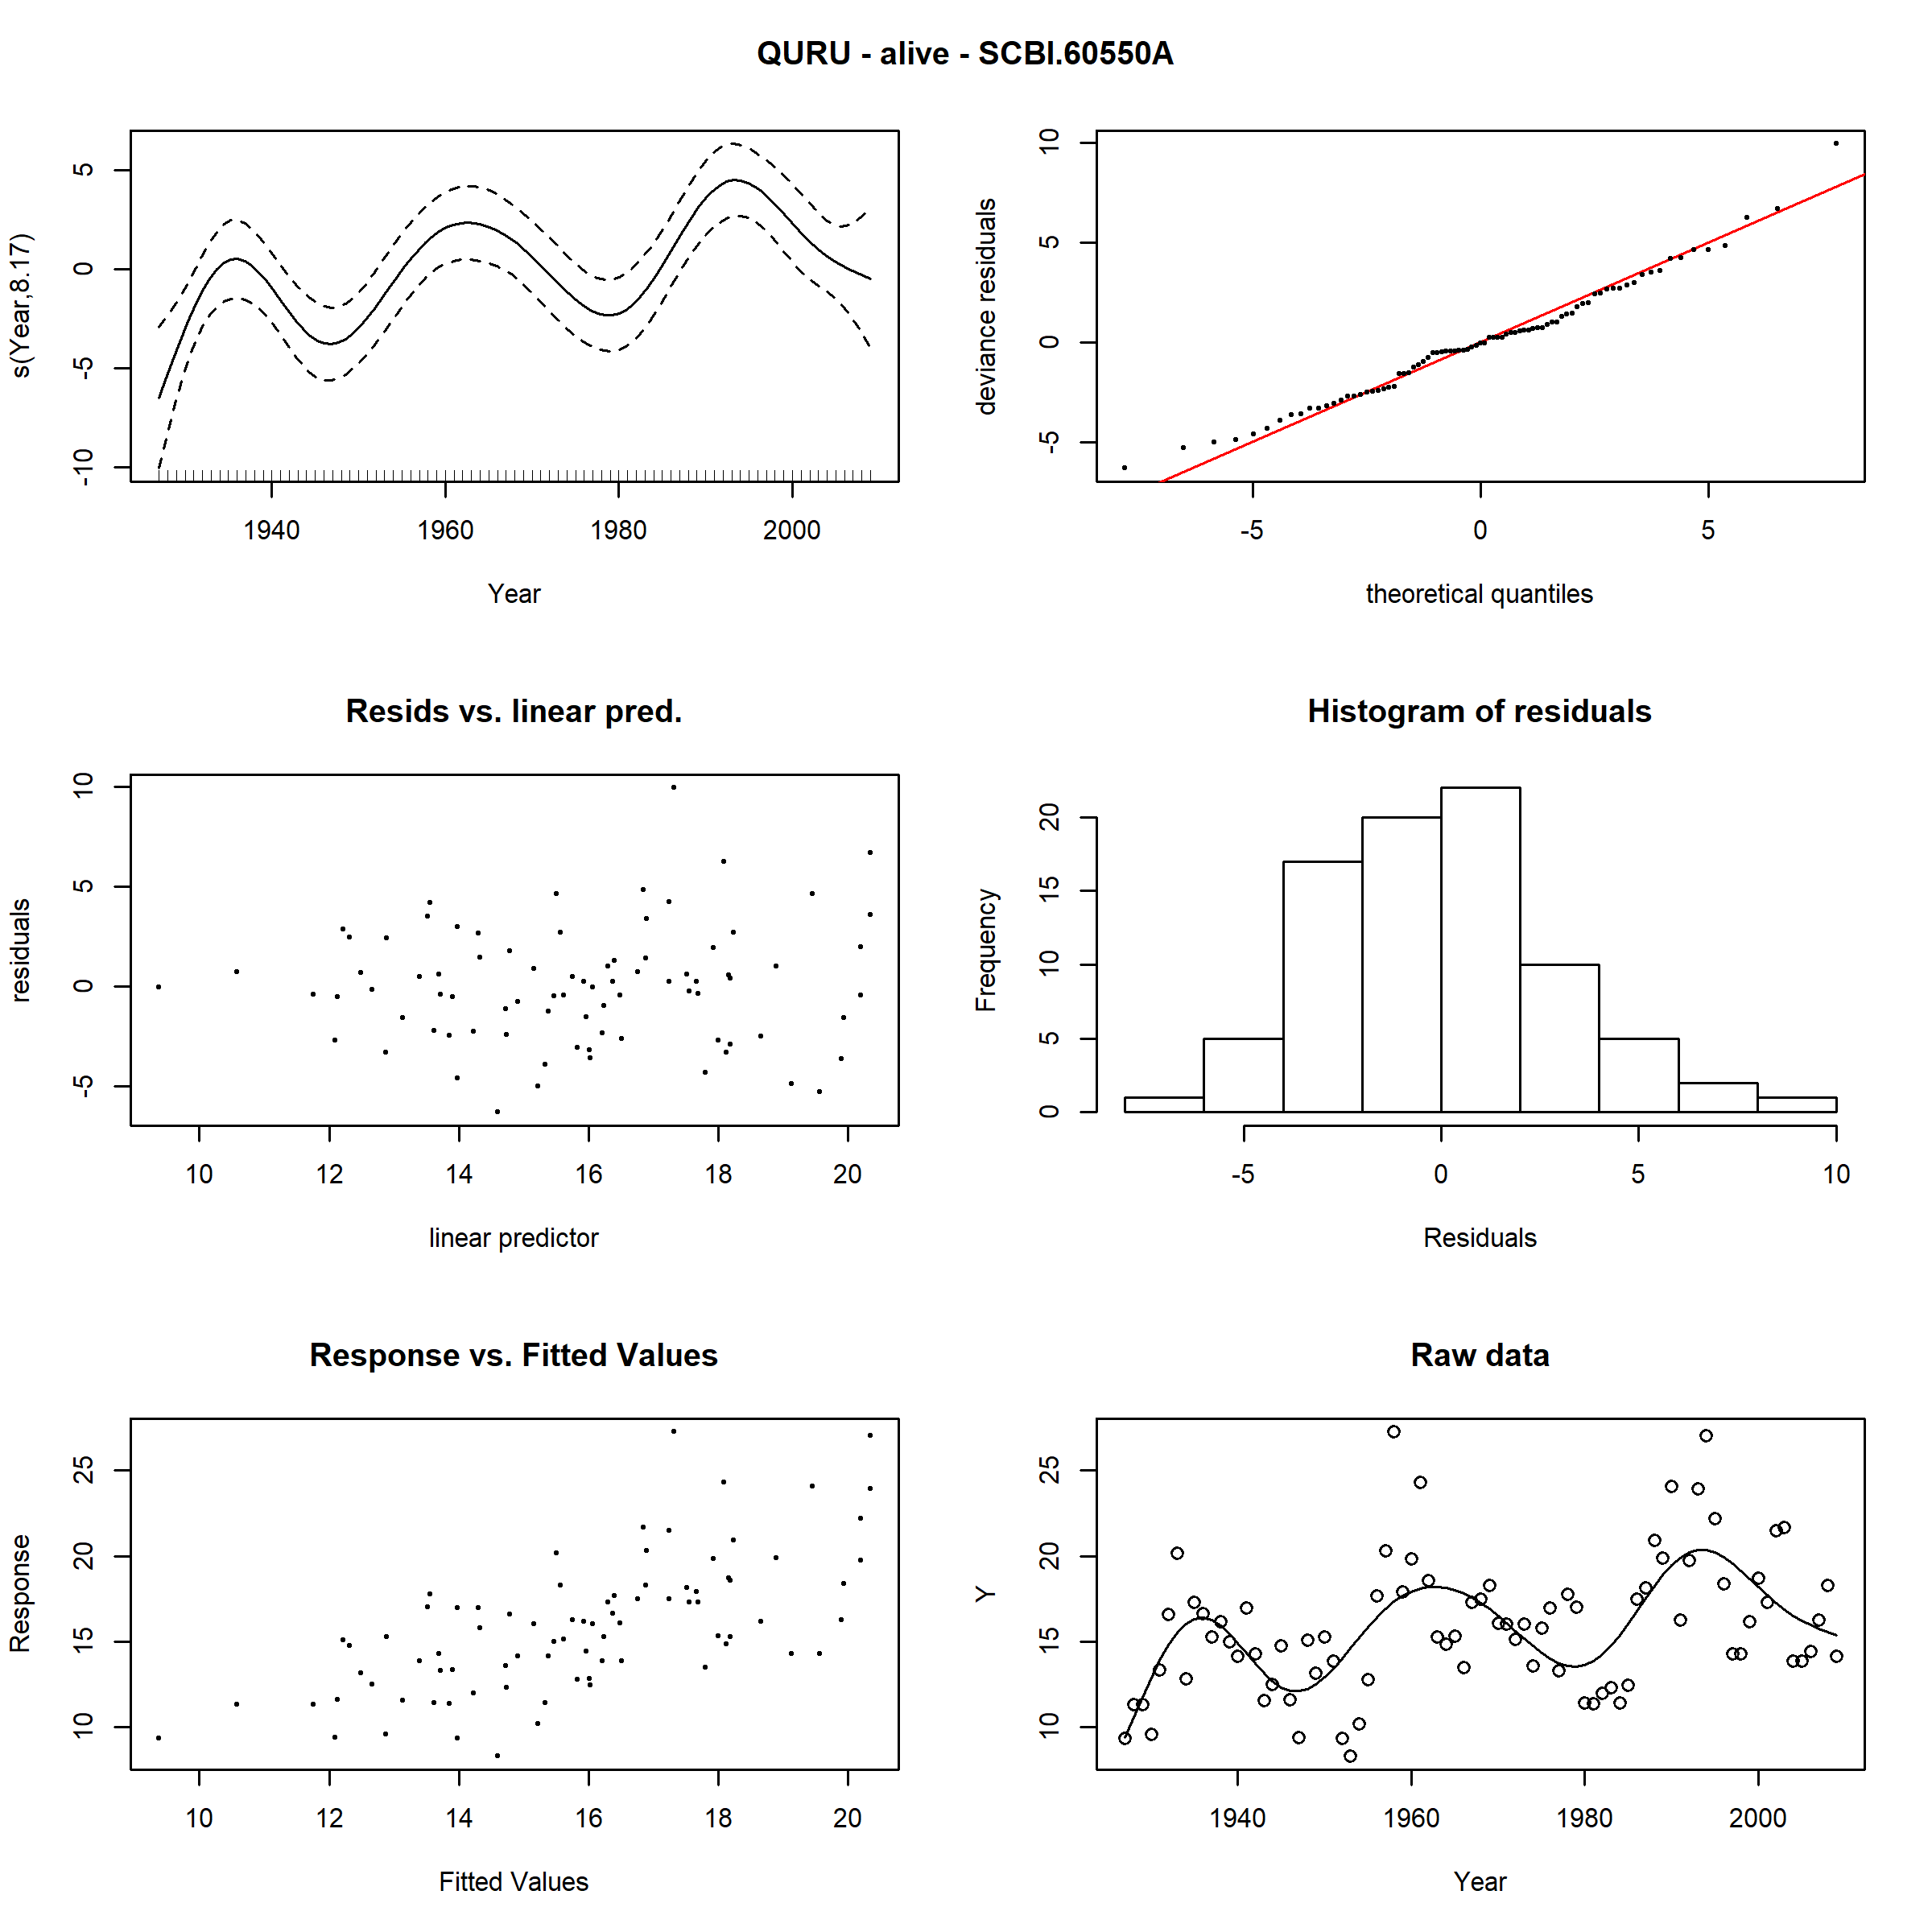 QURU - alive - SCBI.60550A
s(Year,8.17)
5
0
-5
-10
1940 1960 1980 2000
Year
deviance residuals
10
5
0
-5
-5 0 5
theoretical quantiles
Resids vs. linear pred.
residuals
10
5
0
-5
10 12 14 16 18 20
linear predictor
Histogram of residuals
Frequency
20
15
10
5
0
-5 0 5 10
Residuals
Response vs. Fitted Values
Response
25
20
15
10
10 12 14 16 18 20
Fitted Values
Raw data
Y
25
20
15
10
1940 1960 1980 2000
Year